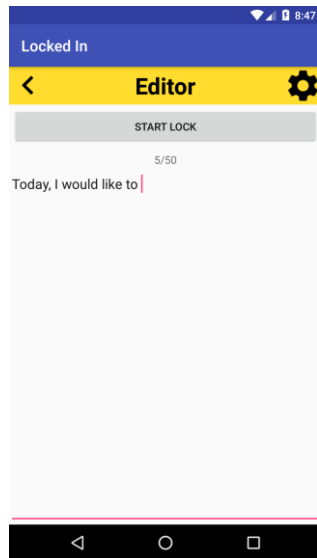 8:47
Locked In
Editor
START LOCK
5/50
Today, I would like to